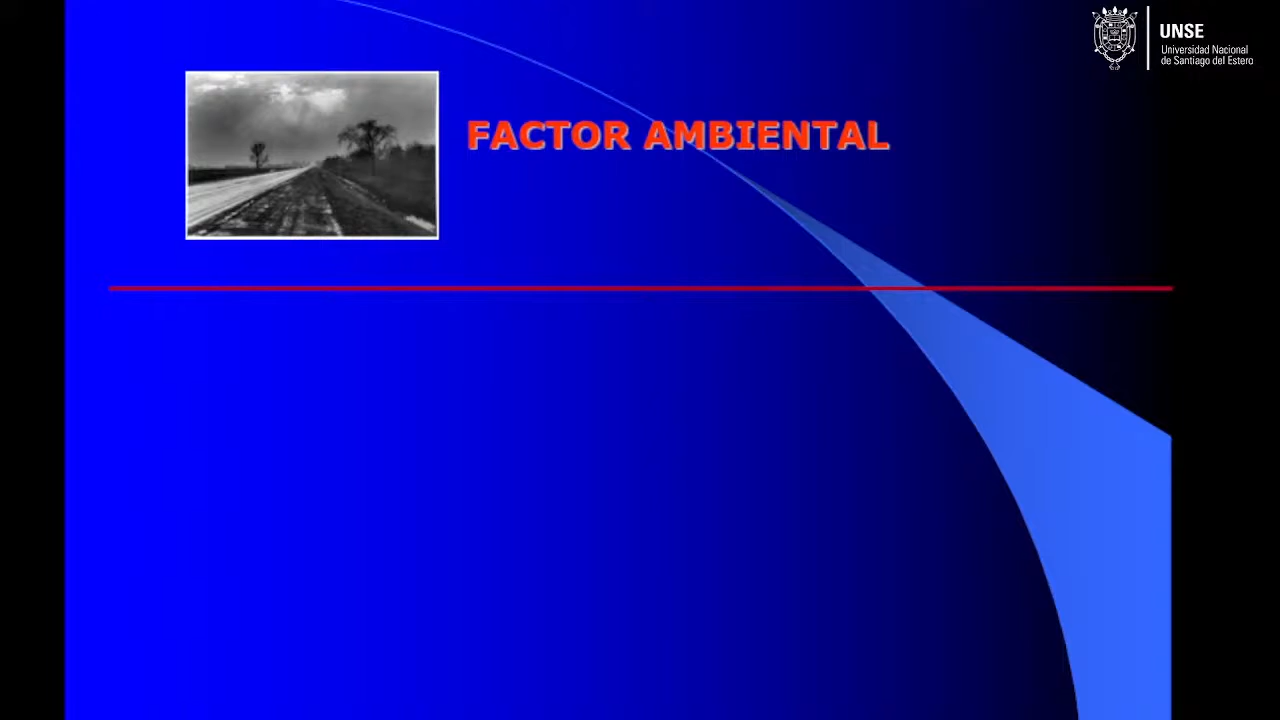 UNSE
Universidad Nacional
de Santiago del Estero
FACTOR AMBIENTAL